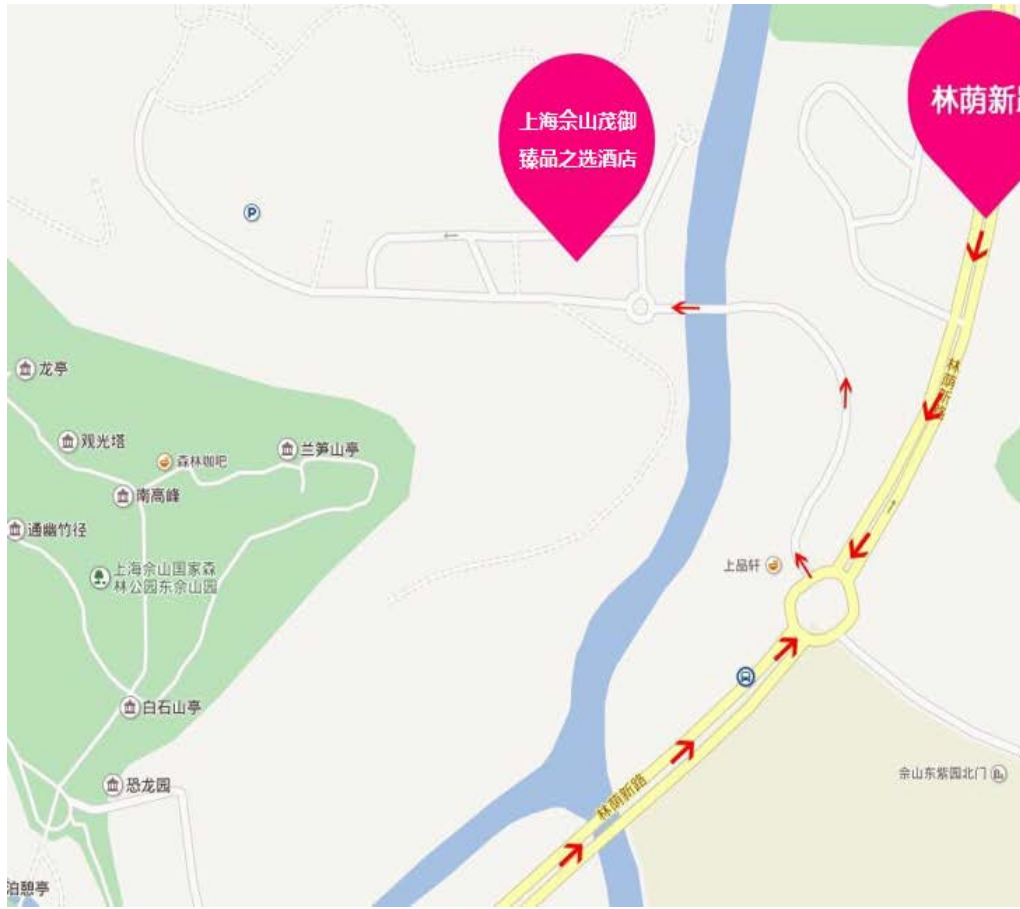 上海佘山茂御
臻品之选酒店
林荫新
P
龙亭
林荫新路
观光塔
兰笋山亭
森林咖吧
南高峰
通幽竹径
上品轩
上海佘山国家森
林公园东佘山园
白石山亭
佘山东紫园北门
恐龙园
林荫新路
泊憩亭